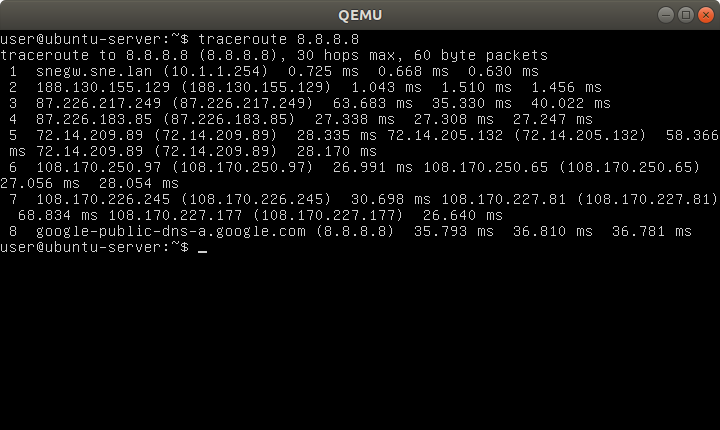 QEMU
user@ubuntu-server:~$ traceroute 8.8.8.8
traceroute to 8.8.8.8 (8.8.8.8), 30 hops max, 60 byte packets
 1  snegw.sne.lan (10.1.1.254)  0.725 ms  0.668 ms  0.630 ms
 2  188.130.155.129 (188.130.155.129)  1.043 ms  1.510 ms  1.456 ms
 3  87.226.217.249 (87.226.217.249)  63.683 ms  35.330 ms  40.022 ms
 4  87.226.183.85 (87.226.183.85)  27.338 ms  27.308 ms  27.247 ms
 5  72.14.209.89 (72.14.209.89)  28.335 ms 72.14.205.132 (72.14.205.132)  58.366
ms 72.14.209.89 (72.14.209.89)  28.170 ms
 6  108.170.250.97 (108.170.250.97)  26.991 ms 108.170.250.65 (108.170.250.65)
27.056 ms  28.054 ms
 7  108.170.226.245 (108.170.226.245)  30.698 ms 108.170.227.81 (108.170.227.81)
  68.834 ms 108.170.227.177 (108.170.227.177)  26.640 ms
 8  google-public-dns-a.google.com (8.8.8.8)  35.793 ms  36.810 ms  36.781 ms
user@ubuntu-server:~$ _